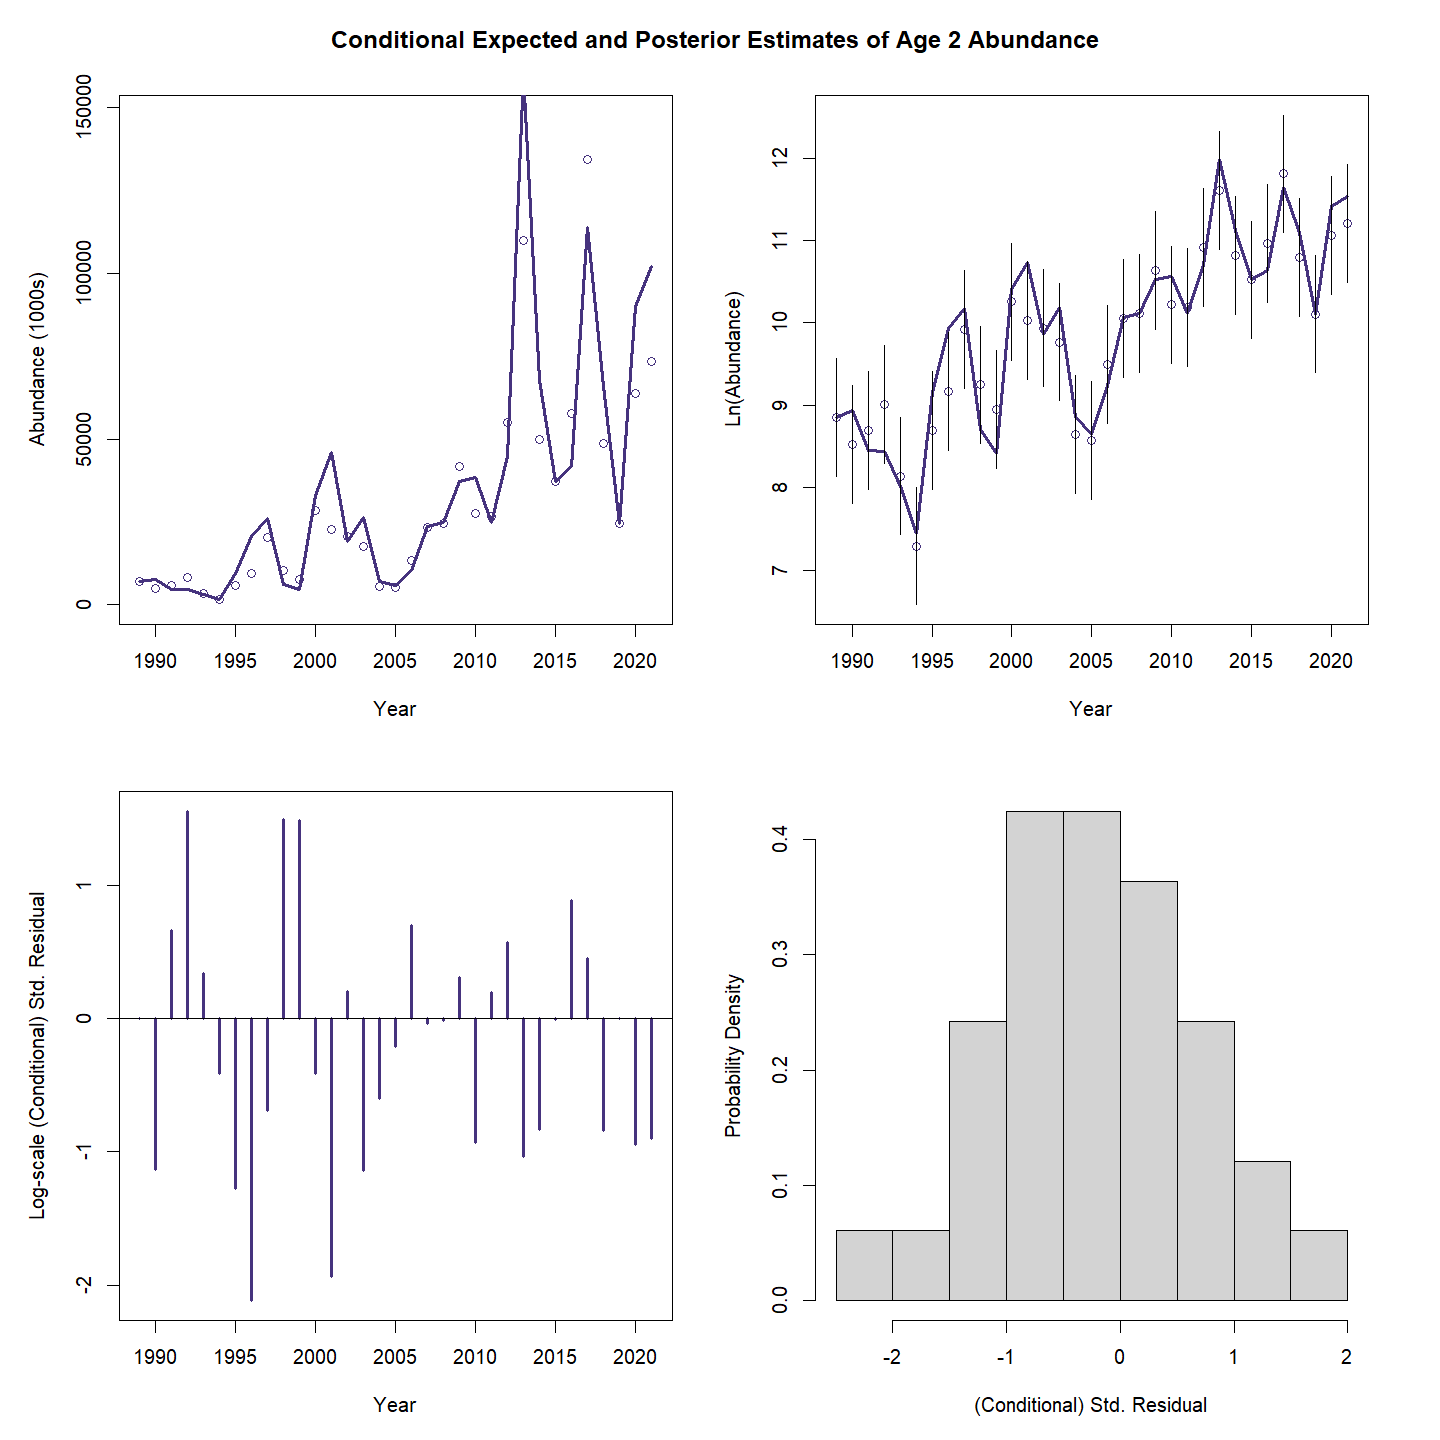 Conditional Expected and Posterior Estimates of Age 2 Abundance
Abundance (1000s)
0 50000 100000 150000
1990 1995 2000 2005 2010 2015 2020
Year
Ln(Abundance)
7 8 9 10 11 12
1990 1995 2000 2005 2010 2015 2020
Year
Log-scale (Conditional) Std. Residual
-2 -1 0 1
1990 1995 2000 2005 2010 2015 2020
Year
Probability Density
0.0 0.1 0.2 0.3 0.4
-2 -1 0 1 2
(Conditional) Std. Residual